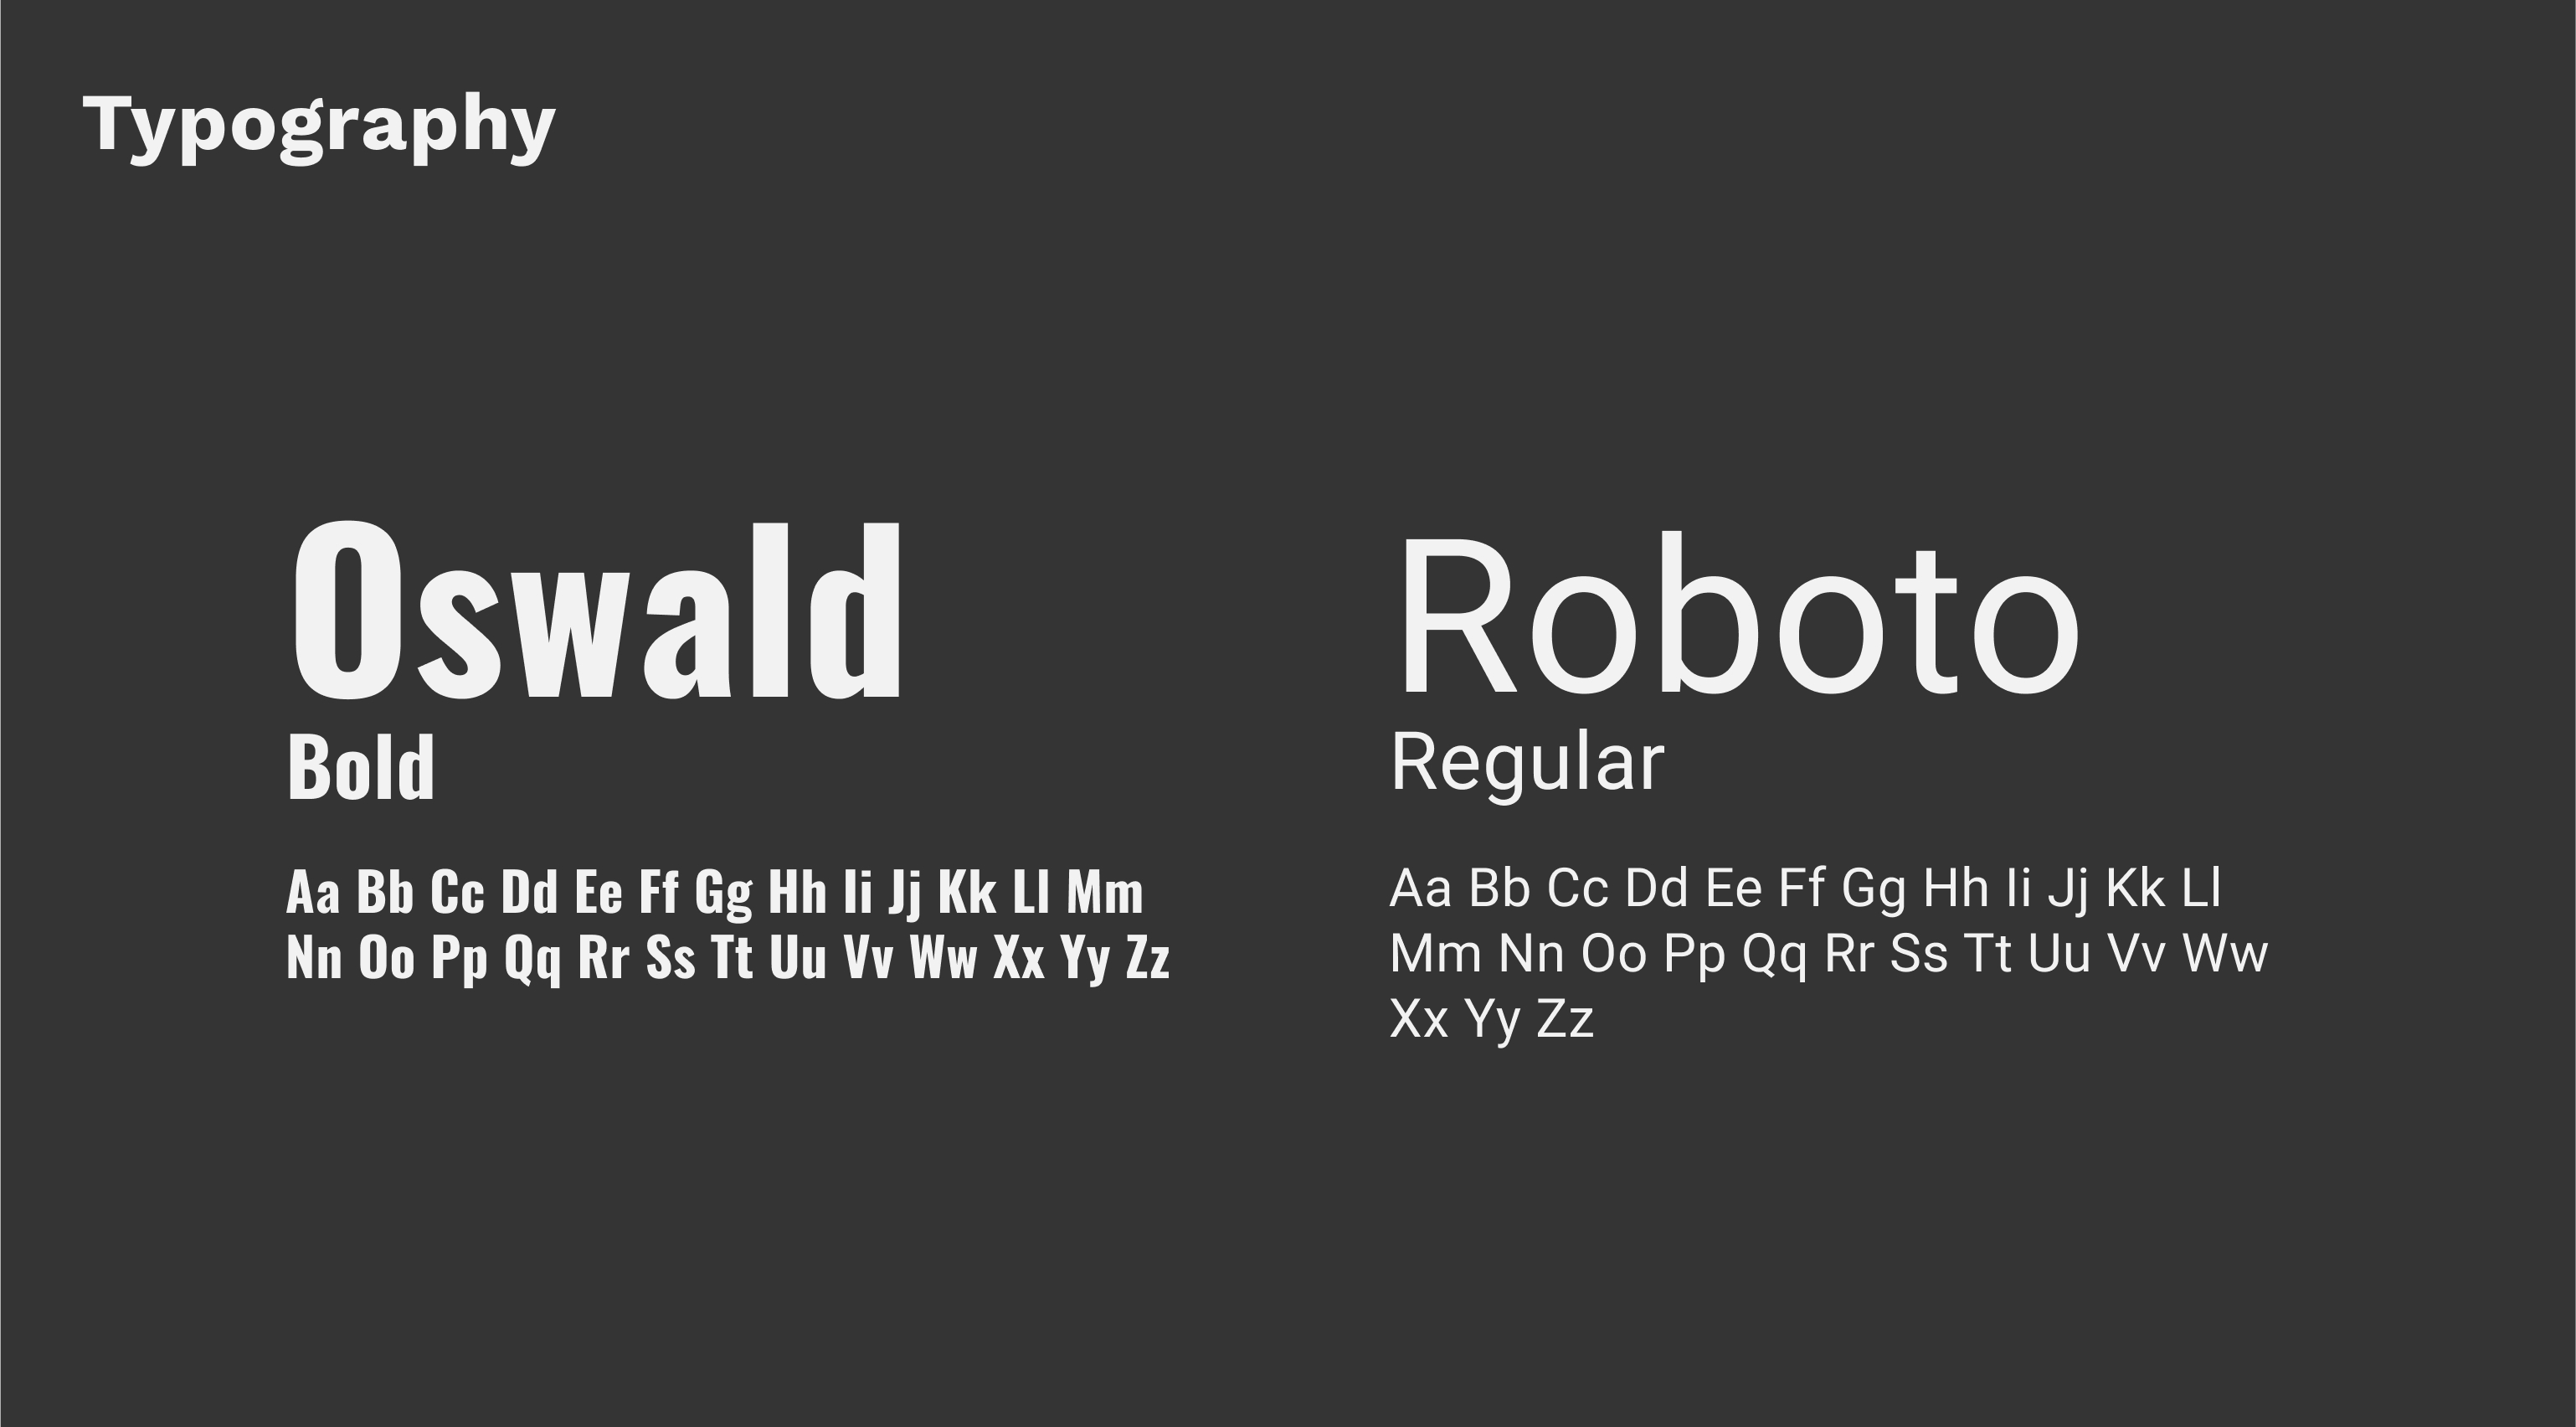 Typography
Oswald
Bold
Aa Bb Cc Dd Ee Ff Gg Hh Ii Jj Kk Ll Mm
Nn Oo Pp Qq Rr Ss Tt Uu Vv Ww Xx Yy Zz
Roboto
Regular
Aa Bb Cc Dd Ee Ff Gg Hh Ii Jj Kk Ll
Mm Nn Oo Pp Qq Rr Ss Tt Uu Vv Ww
Xx Yy Zz